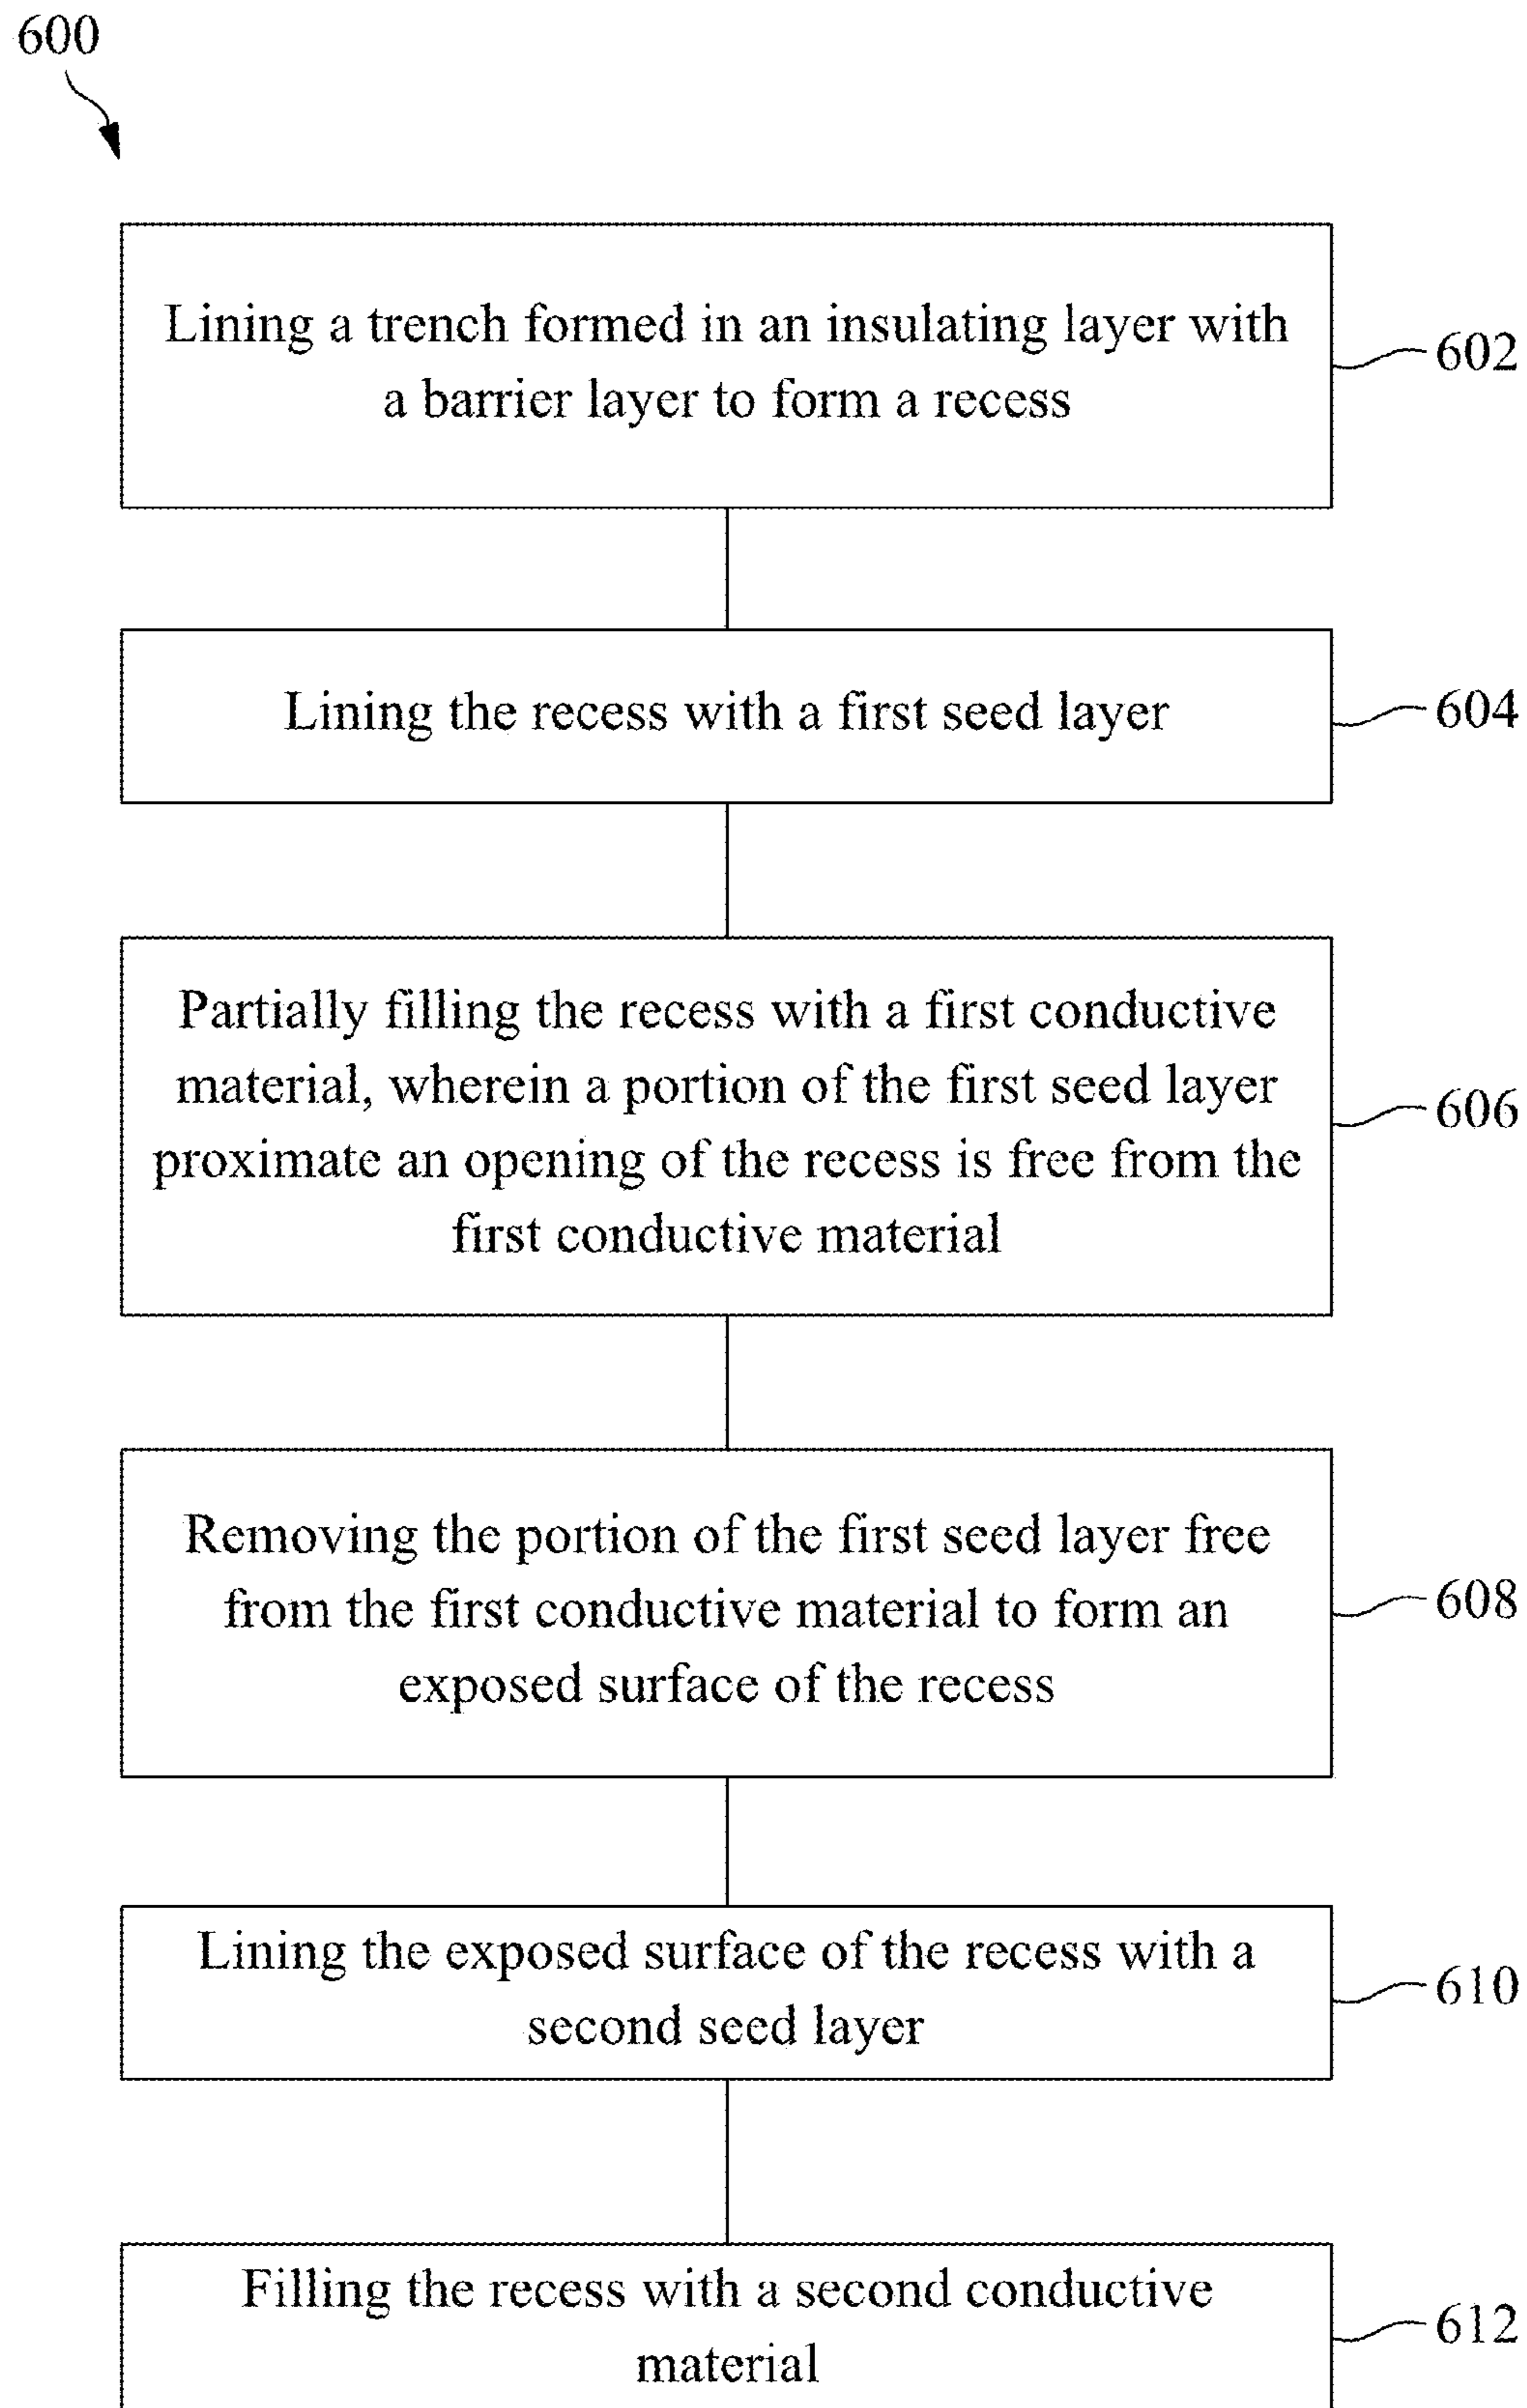 600
Lining a trench formed in an insulating layer with
a barrier layer to form a recess
602
Lining the recess with a first seed layer
604
Partially filling the recess with a first conductive
material, wherein a portion of the first seed layer
proximate an opening of the recess is free from the
first conductive material
606
Removing the portion of the first seed layer free
from the first conductive material to form an
exposed surface of the recess
608
Lining the exposed surface of the recess with a
second seed layer
610
Filling the recess with a second conductive
material
612